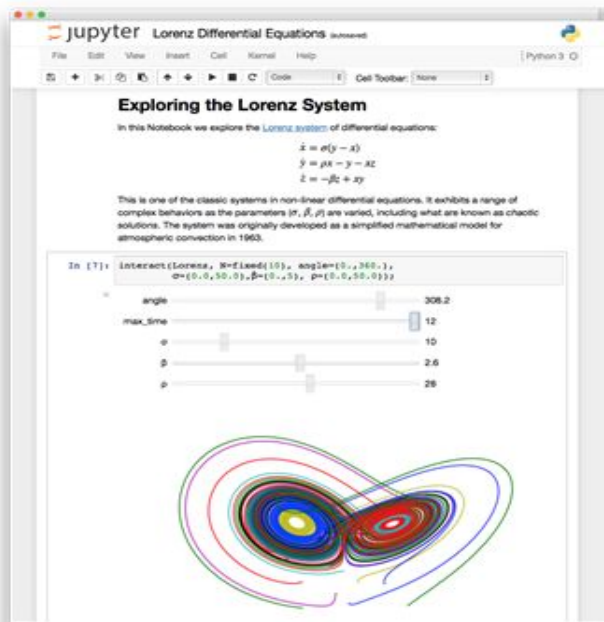 jupyter Lorenz Differential Equations (autosaved)
File Edit View Insert Cell Kernel Help Python 3
Code Cell Toolbar: None
Exploring the Lorenz System
In this Notebook we explore the Lorenz system of differential equations:
ẋ = σ(y − x)
ẏ = ρx − y − xz
ż = −βz + xy
This is one of the classic systems in non-linear differential equations. It exhibits a range of
complex behaviors as the parameters (σ, β, ρ) are varied, including what are known as chaotic
solutions. The system was originally developed as a simplified mathematical model for
atmospheric convection in 1963.
In [7]: interact(Lorenz, N=fixed(10), angle=(0.,360.),
σ=(0.0,50.0),β=(0.,5), ρ=(0.0,50.0));
angle 308.2
max_time 12
σ 10
β 2.6
ρ 28